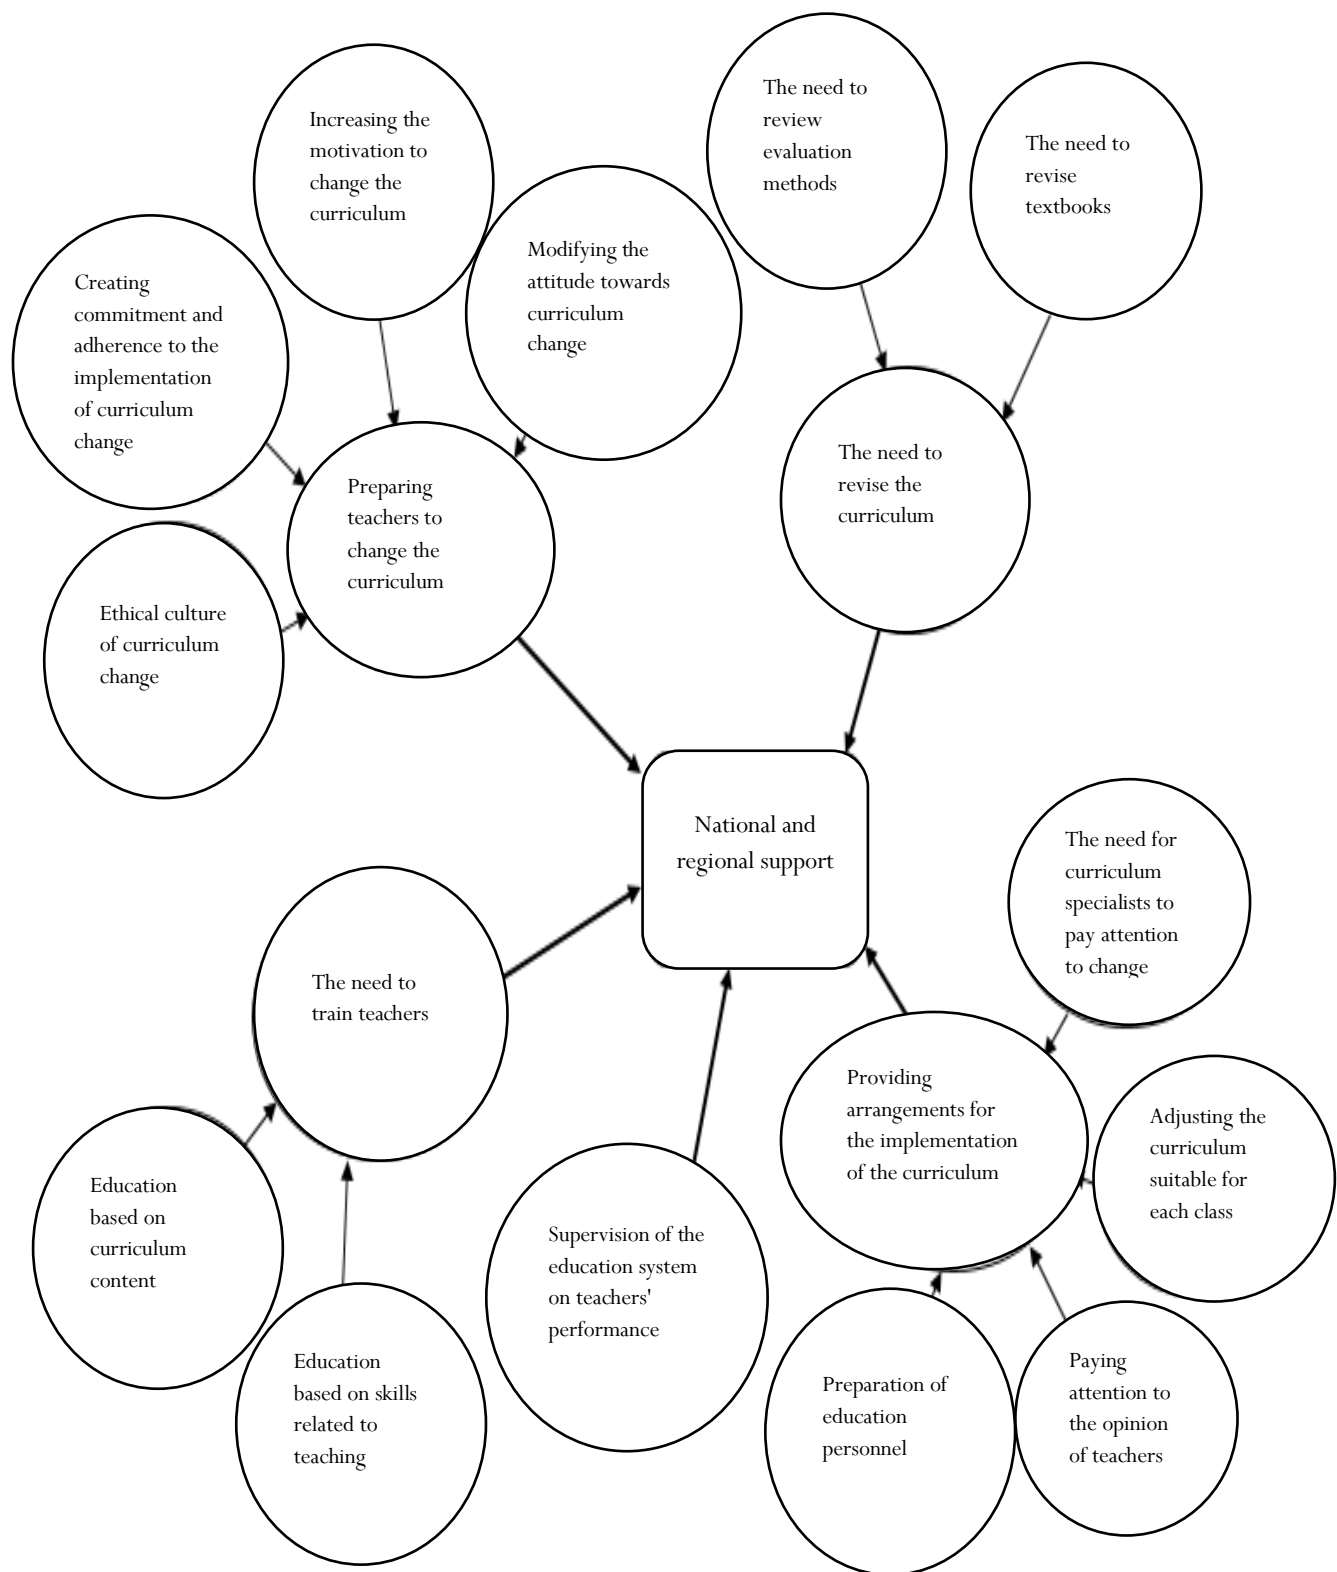 The need to
review
evaluation
methods
Increasing the
motivation to
change the
curriculum
The need to
revise
textbooks
Modifying the
attitude towards
curriculum
change
Creating
commitment and
adherence to the
implementation
of curriculum
change
The need to
revise the
curriculum
Preparing
teachers to
change the
curriculum
Ethical culture
of curriculum
change
National and
regional support
The need for
curriculum
specialists to
pay attention
to change
The need to
train teachers
Providing
arrangements for
the implementation
of the curriculum
Adjusting the
curriculum
suitable for
each class
Education
based on
curriculum
content
Supervision of the
education system
on teachers'
performance
Education
based on skills
related to
teaching
Preparation of
education
personnel
Paying
attention to
the opinion
of teachers